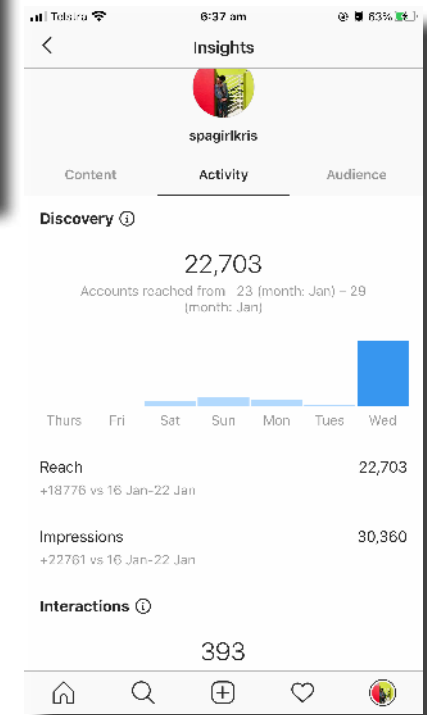 Telstra 6:37 am 63%
Insights
spagirlkris
Content Activity Audience
Discovery
22,703
Accounts reached from 23 (month: Jan) – 29
(month: Jan)
Thurs Fri Sat Sun Mon Tues Wed
Reach 22,703
+18776 vs 16 Jan-22 Jan
Impressions 30,360
+22761 vs 16 Jan-22 Jan
Interactions
393